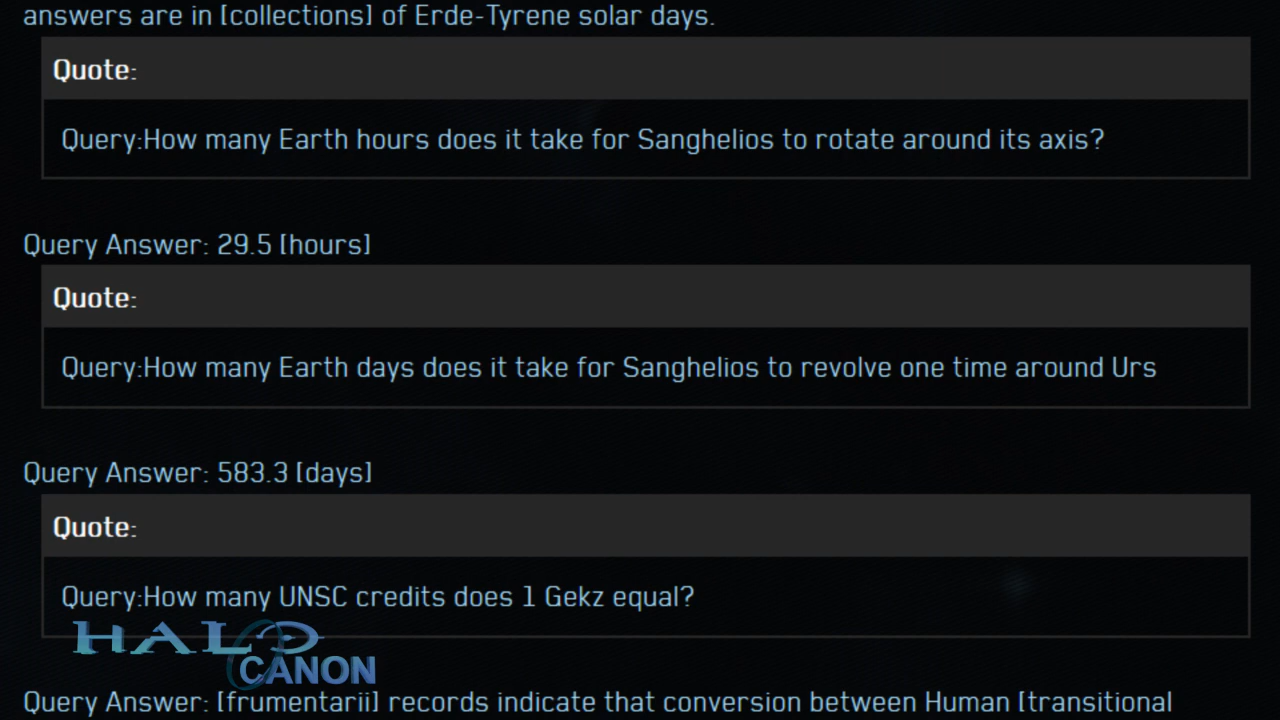 answers are in [collections] of Erde-Tyrene solar days.
Quote:
Query:How many Earth hours does it take for Sanghelios to rotate around its axis?
Query Answer: 29.5 [hours]
Quote:
Query:How many Earth days does it take for Sanghelios to revolve one time around Urs
Query Answer: 583.3 [days]
Quote:
Query:How many UNSC credits does 1 Gekz equal?
HALO
CANON
Query Answer: [frumentarii] records indicate that conversion between Human [transitional